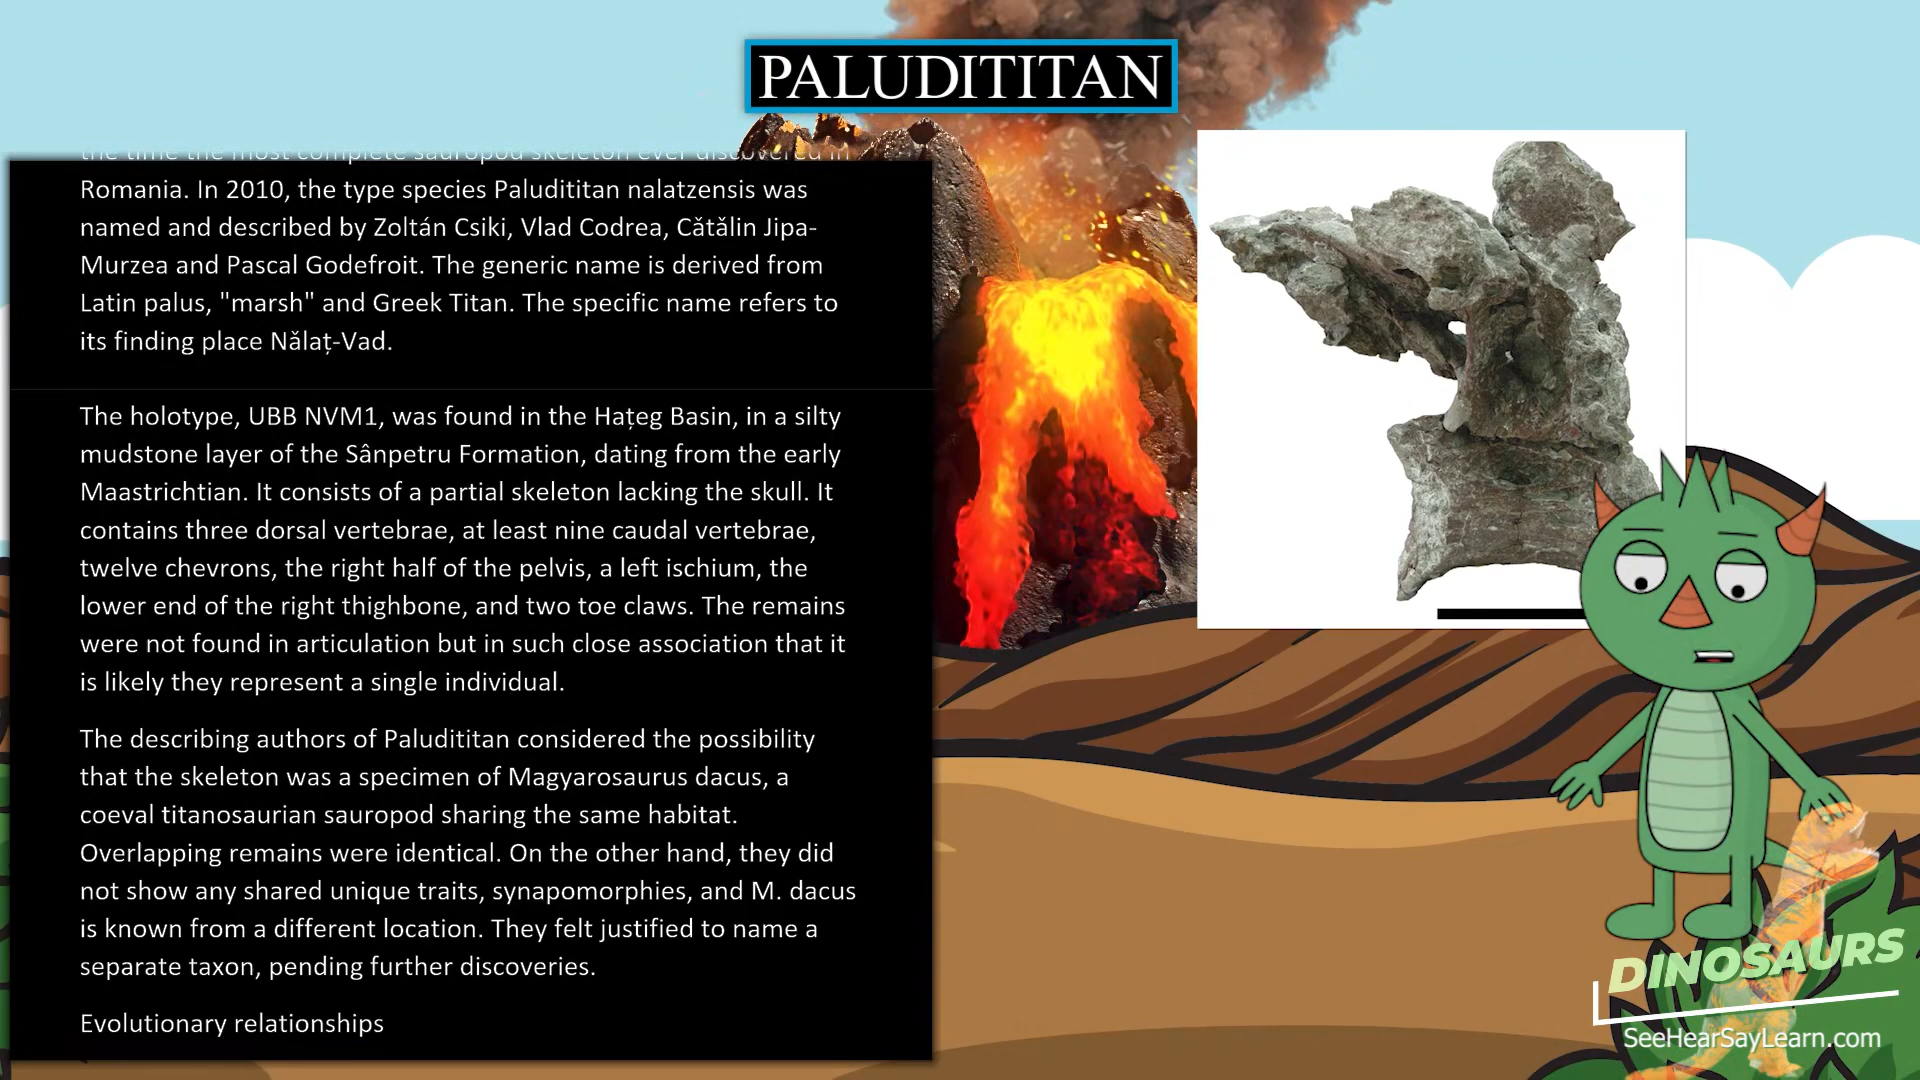 PALUDITITAN
the time the most complete sauropod skeleton ever discovered in
Romania. In 2010, the type species Paludititan nalatzensis was
named and described by Zoltán Csiki, Vlad Codrea, Cătălin Jipa-
Murzea and Pascal Godefroit. The generic name is derived from
Latin palus, "marsh" and Greek Titan. The specific name refers to
its finding place Nălaț-Vad.
The holotype, UBB NVM1, was found in the Hațeg Basin, in a silty
mudstone layer of the Sânpetru Formation, dating from the early
Maastrichtian. It consists of a partial skeleton lacking the skull. It
contains three dorsal vertebrae, at least nine caudal vertebrae,
twelve chevrons, the right half of the pelvis, a left ischium, the
lower end of the right thighbone, and two toe claws. The remains
were not found in articulation but in such close association that it
is likely they represent a single individual.
The describing authors of Paludititan considered the possibility
that the skeleton was a specimen of Magyarosaurus dacus, a
coeval titanosaurian sauropod sharing the same habitat.
Overlapping remains were identical. On the other hand, they did
not show any shared unique traits, synapomorphies, and M. dacus
is known from a different location. They felt justified to name a
separate taxon, pending further discoveries.
Evolutionary relationships
DINOSAURS
SeeHearSayLearn.com